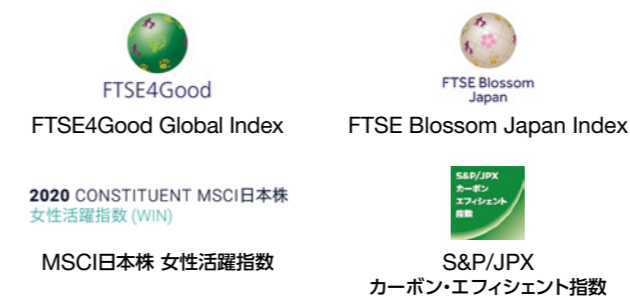 FTSE4Good
FTSE4Good Global Index
FTSE Blossom
Japan
FTSE Blossom Japan Index
2020 CONSTITUENT MSCI日本株
女性活躍指数 (WIN)
MSCI日本株 女性活躍指数
S&P/JPX
カーボン
エフィシェント
指数
S&P/JPX
カーボン・エフィシェント指数